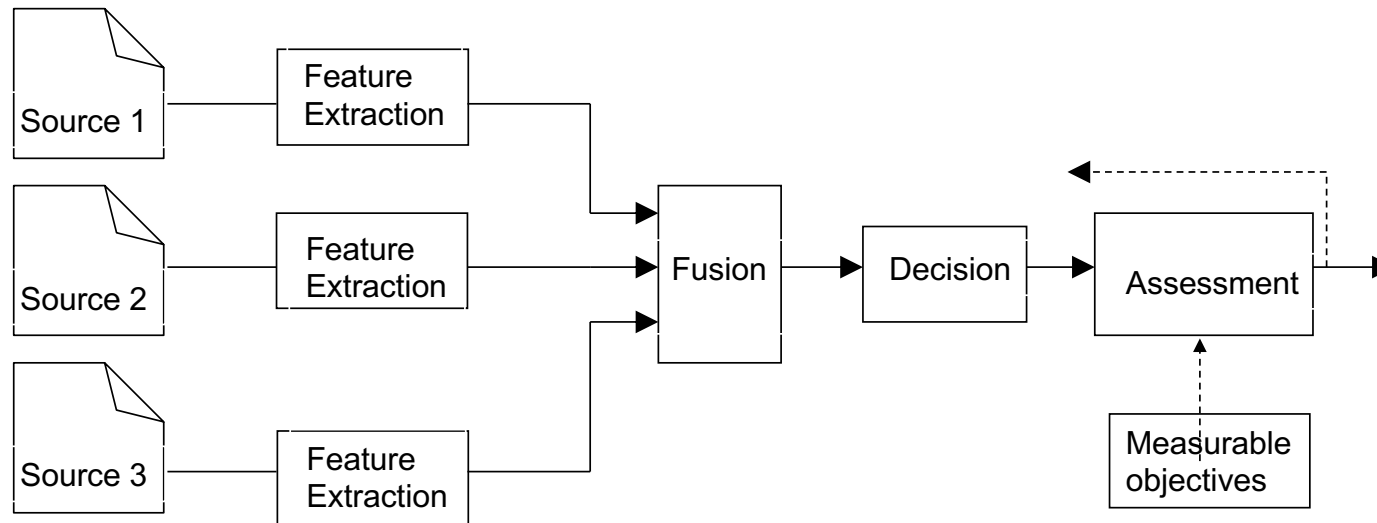 Source 1
Feature
Extraction
Source 2
Feature
Extraction
Fusion
Decision
Assessment
Source 3
Feature
Extraction
Measurable
objectives